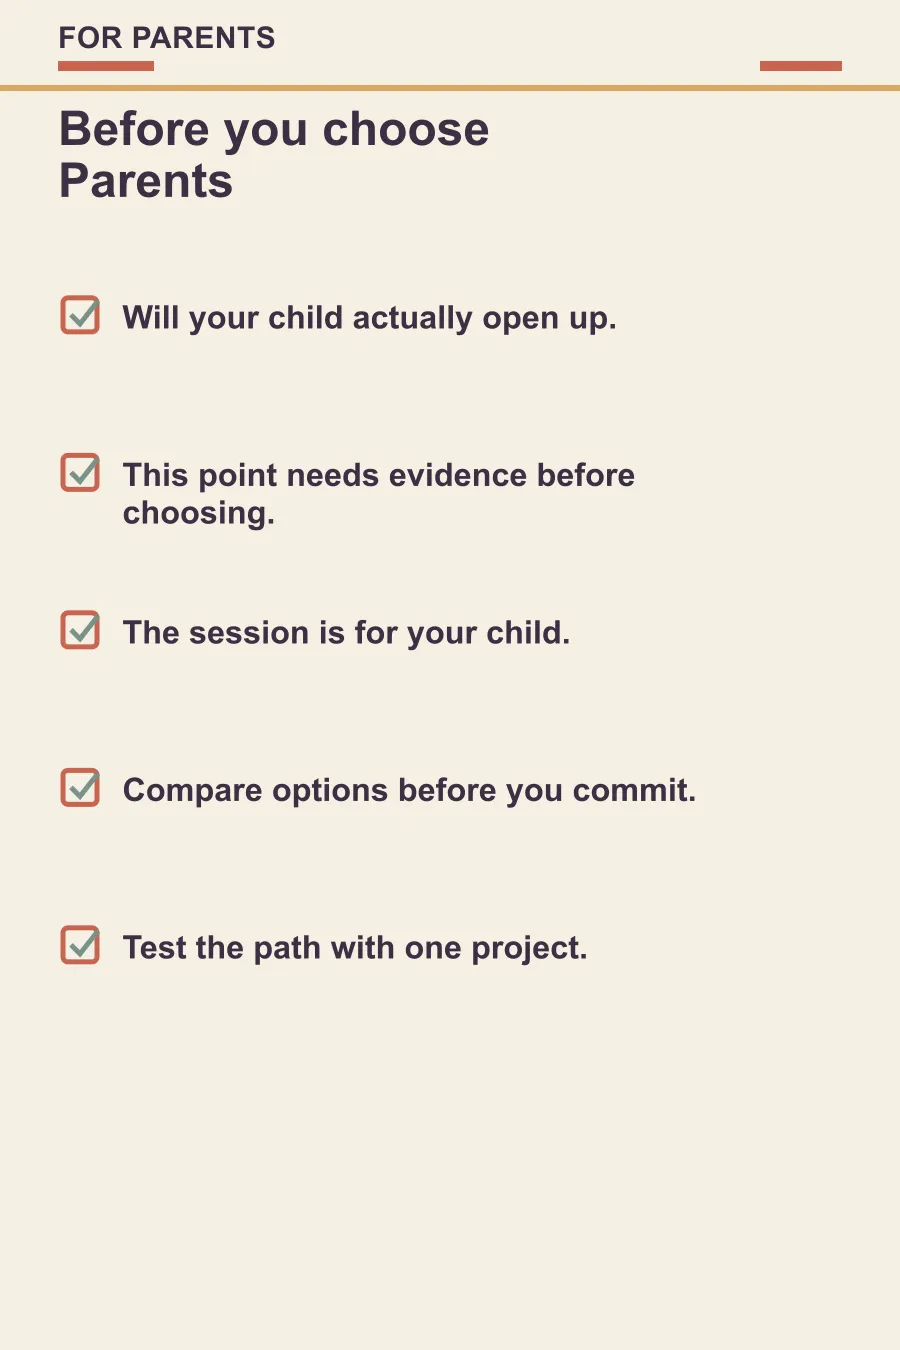 FOR PARENTS
Before you choose
Parents
Will your child actually open up.
This point needs evidence before
choosing.
The session is for your child.
Compare options before you commit.
Test the path with one project.